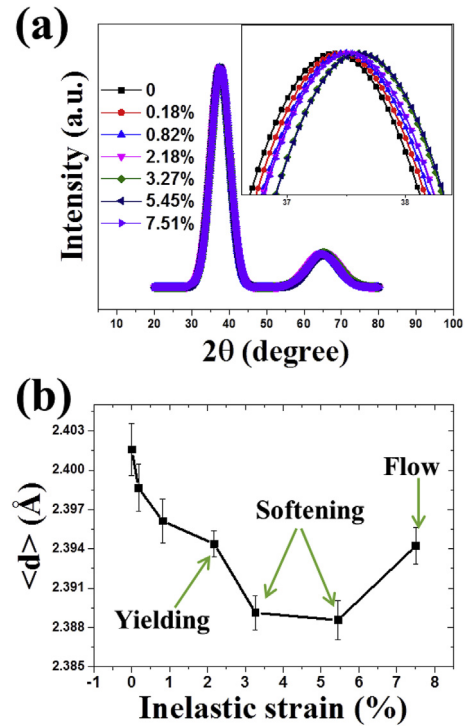 (a)
Intensity (a.u.)
0
0.18%
0.82%
2.18%
3.27%
5.45%
7.51%
37 38
10 20 30 40 50 60 70 80 90 100
2θ (degree)
(b)
<d> (Å)
2.403
2.400
2.397
2.394
2.391
2.388
2.385
Flow
Softening
Yielding
-1 0 1 2 3 4 5 6 7 8
Inelastic strain (%)